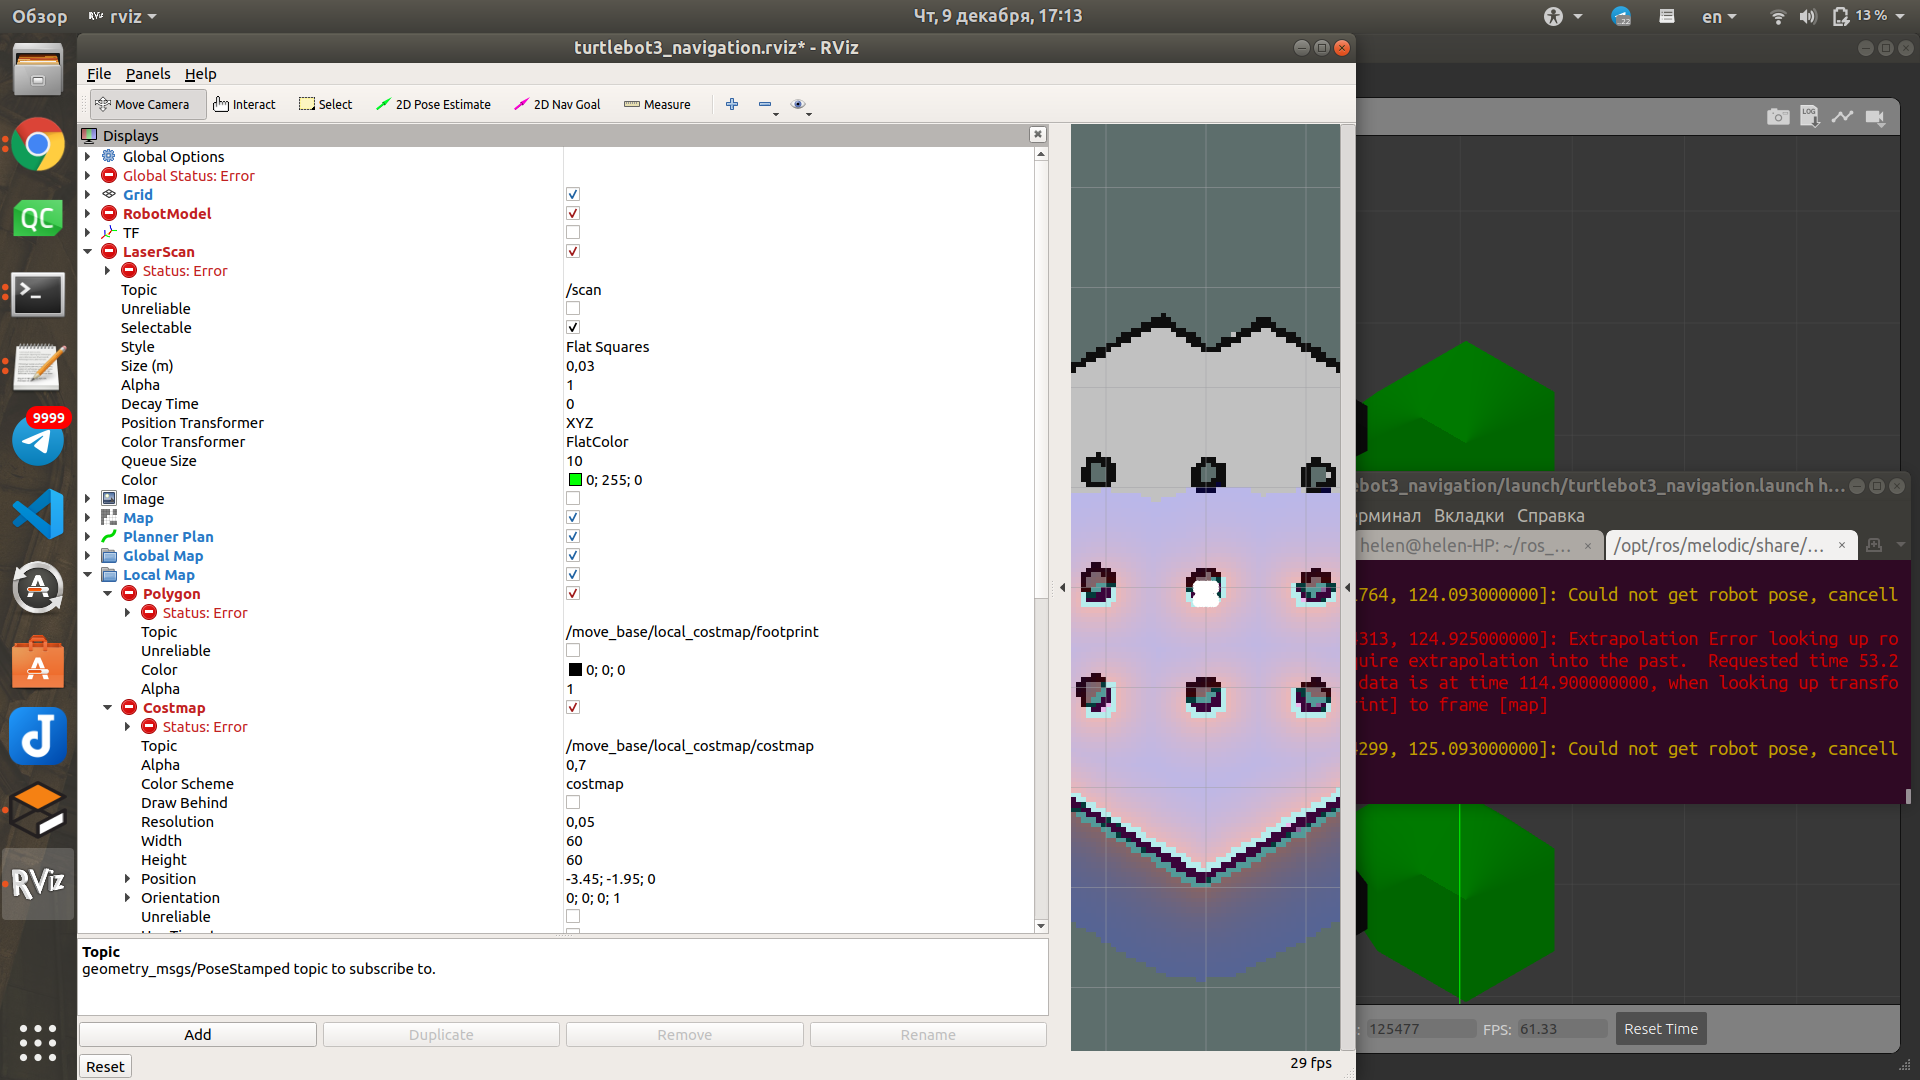 Обзор
rviz
Чт, 9 декабря, 17:13
22
en
13 %
turtlebot3_navigation.rviz* - RViz
File Panels Help
Move Camera Interact Select 2D Pose Estimate 2D Nav Goal Measure
Displays
Global Options
Global Status: Error
Grid
RobotModel
TF
LaserScan
Status: Error
Topic /scan
Unreliable
Selectable
Style Flat Squares
Size (m) 0,03
Alpha 1
Decay Time 0
Position Transformer XYZ
Color Transformer FlatColor
Queue Size 10
Color 0; 255; 0
Image
Map
Planner Plan
Global Map
Local Map
Polygon
Status: Error
Topic /move_base/local_costmap/footprint
Unreliable
Color 0; 0; 0
Alpha 1
Costmap
Status: Error
Topic /move_base/local_costmap/costmap
Alpha 0,7
Color Scheme costmap
Draw Behind
Resolution 0,05
Width 60
Height 60
Position -3.45; -1.95; 0
Orientation 0; 0; 0; 1
Unreliable
Topic
geometry_msgs/PoseStamped topic to subscribe to.
Add Duplicate Remove Rename
Reset
29 fps
QC
9999
RViz
LOG
ebot3_navigation/launch/turtlebot3_navigation.launch h...
рминал Вкладки Справка
helen@helen-HP: ~/ros_... × /opt/ros/melodic/share/... ×
764, 124.093000000]: Could not get robot pose, cancell
313, 124.925000000]: Extrapolation Error looking up ro
uire extrapolation into the past. Requested time 53.2
data is at time 114.900000000, when looking up transfo
int] to frame [map]
299, 125.093000000]: Could not get robot pose, cancell
: 125477 FPS: 61.33 Reset Time